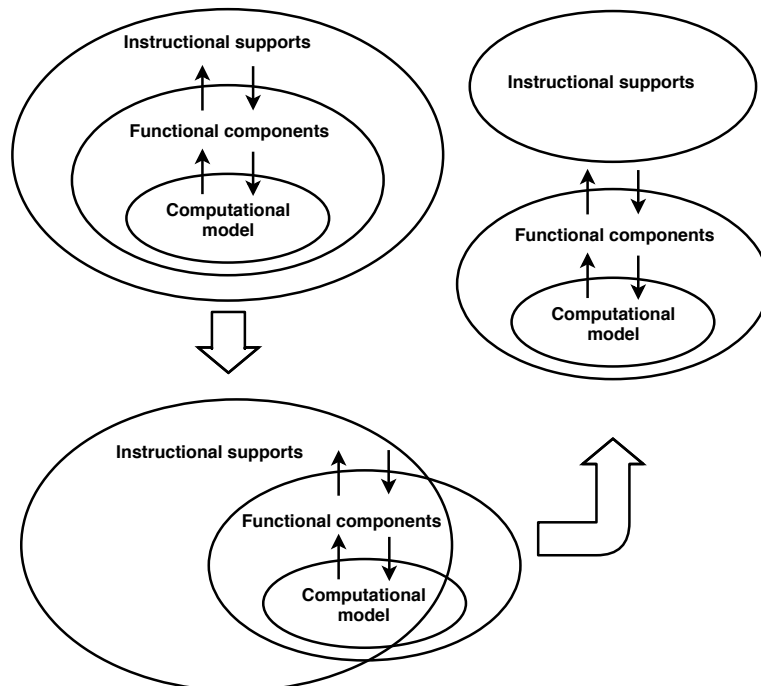 Instructional supports
Functional components
Computational
model
Instructional supports
Functional components
Computational
model
Instructional supports
Functional components
Computational
model